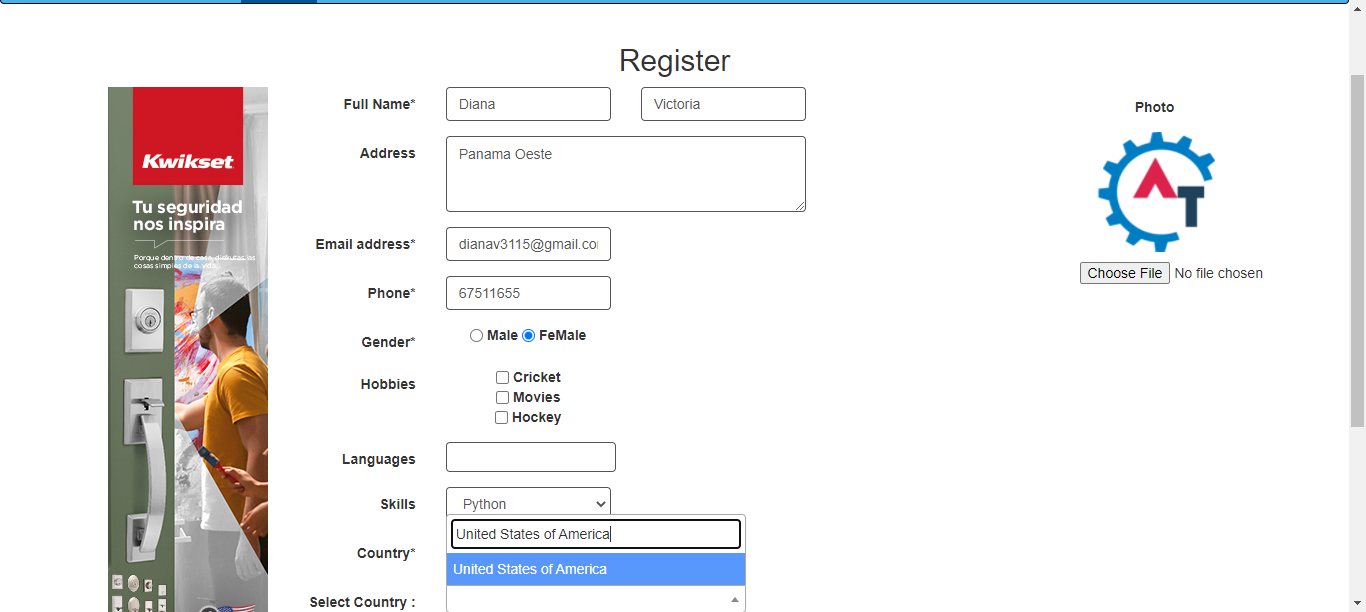 Register
Kwikset
Tu seguridad
nos inspira
Porque dentro de casa, disfrutas las
cosas simples de la vida.
Full Name*
Diana
Victoria
Address
Panama Oeste
Email address*
dianav3115@gmail.co
Phone*
67511655
Gender*
Male FeMale
Hobbies
Cricket
Movies
Hockey
Languages
Skills
Python
United States of America
Country*
United States of America
Select Country :
Photo
AT
Choose File No file chosen